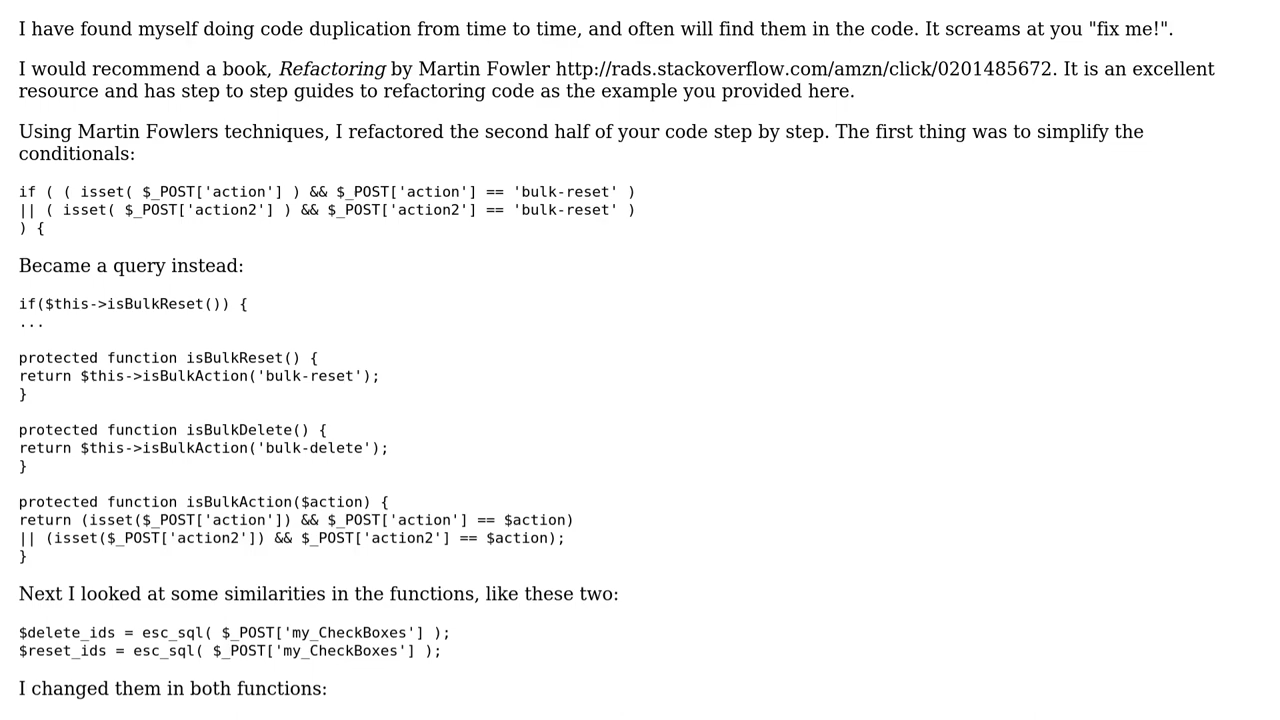 I have found myself doing code duplication from time to time, and often will find them in the code. It screams at you "fix me!".
I would recommend a book, Refactoring by Martin Fowler http://rads.stackoverflow.com/amzn/click/0201485672. It is an excellent
resource and has step to step guides to refactoring code as the example you provided here.
Using Martin Fowlers techniques, I refactored the second half of your code step by step. The first thing was to simplify the
conditionals:
if ( ( isset( $_POST['action'] ) && $_POST['action'] == 'bulk-reset' )
|| ( isset( $_POST['action2'] ) && $_POST['action2'] == 'bulk-reset' )
) {
Became a query instead:
if($this->isBulkReset()) {
...
protected function isBulkReset() {
return $this->isBulkAction('bulk-reset');
}
protected function isBulkDelete() {
return $this->isBulkAction('bulk-delete');
}
protected function isBulkAction($action) {
return (isset($_POST['action']) && $_POST['action'] == $action)
|| (isset($_POST['action2']) && $_POST['action2'] == $action);
}
Next I looked at some similarities in the functions, like these two:
$delete_ids = esc_sql( $_POST['my_CheckBoxes'] );
$reset_ids = esc_sql( $_POST['my_CheckBoxes'] );
I changed them in both functions: